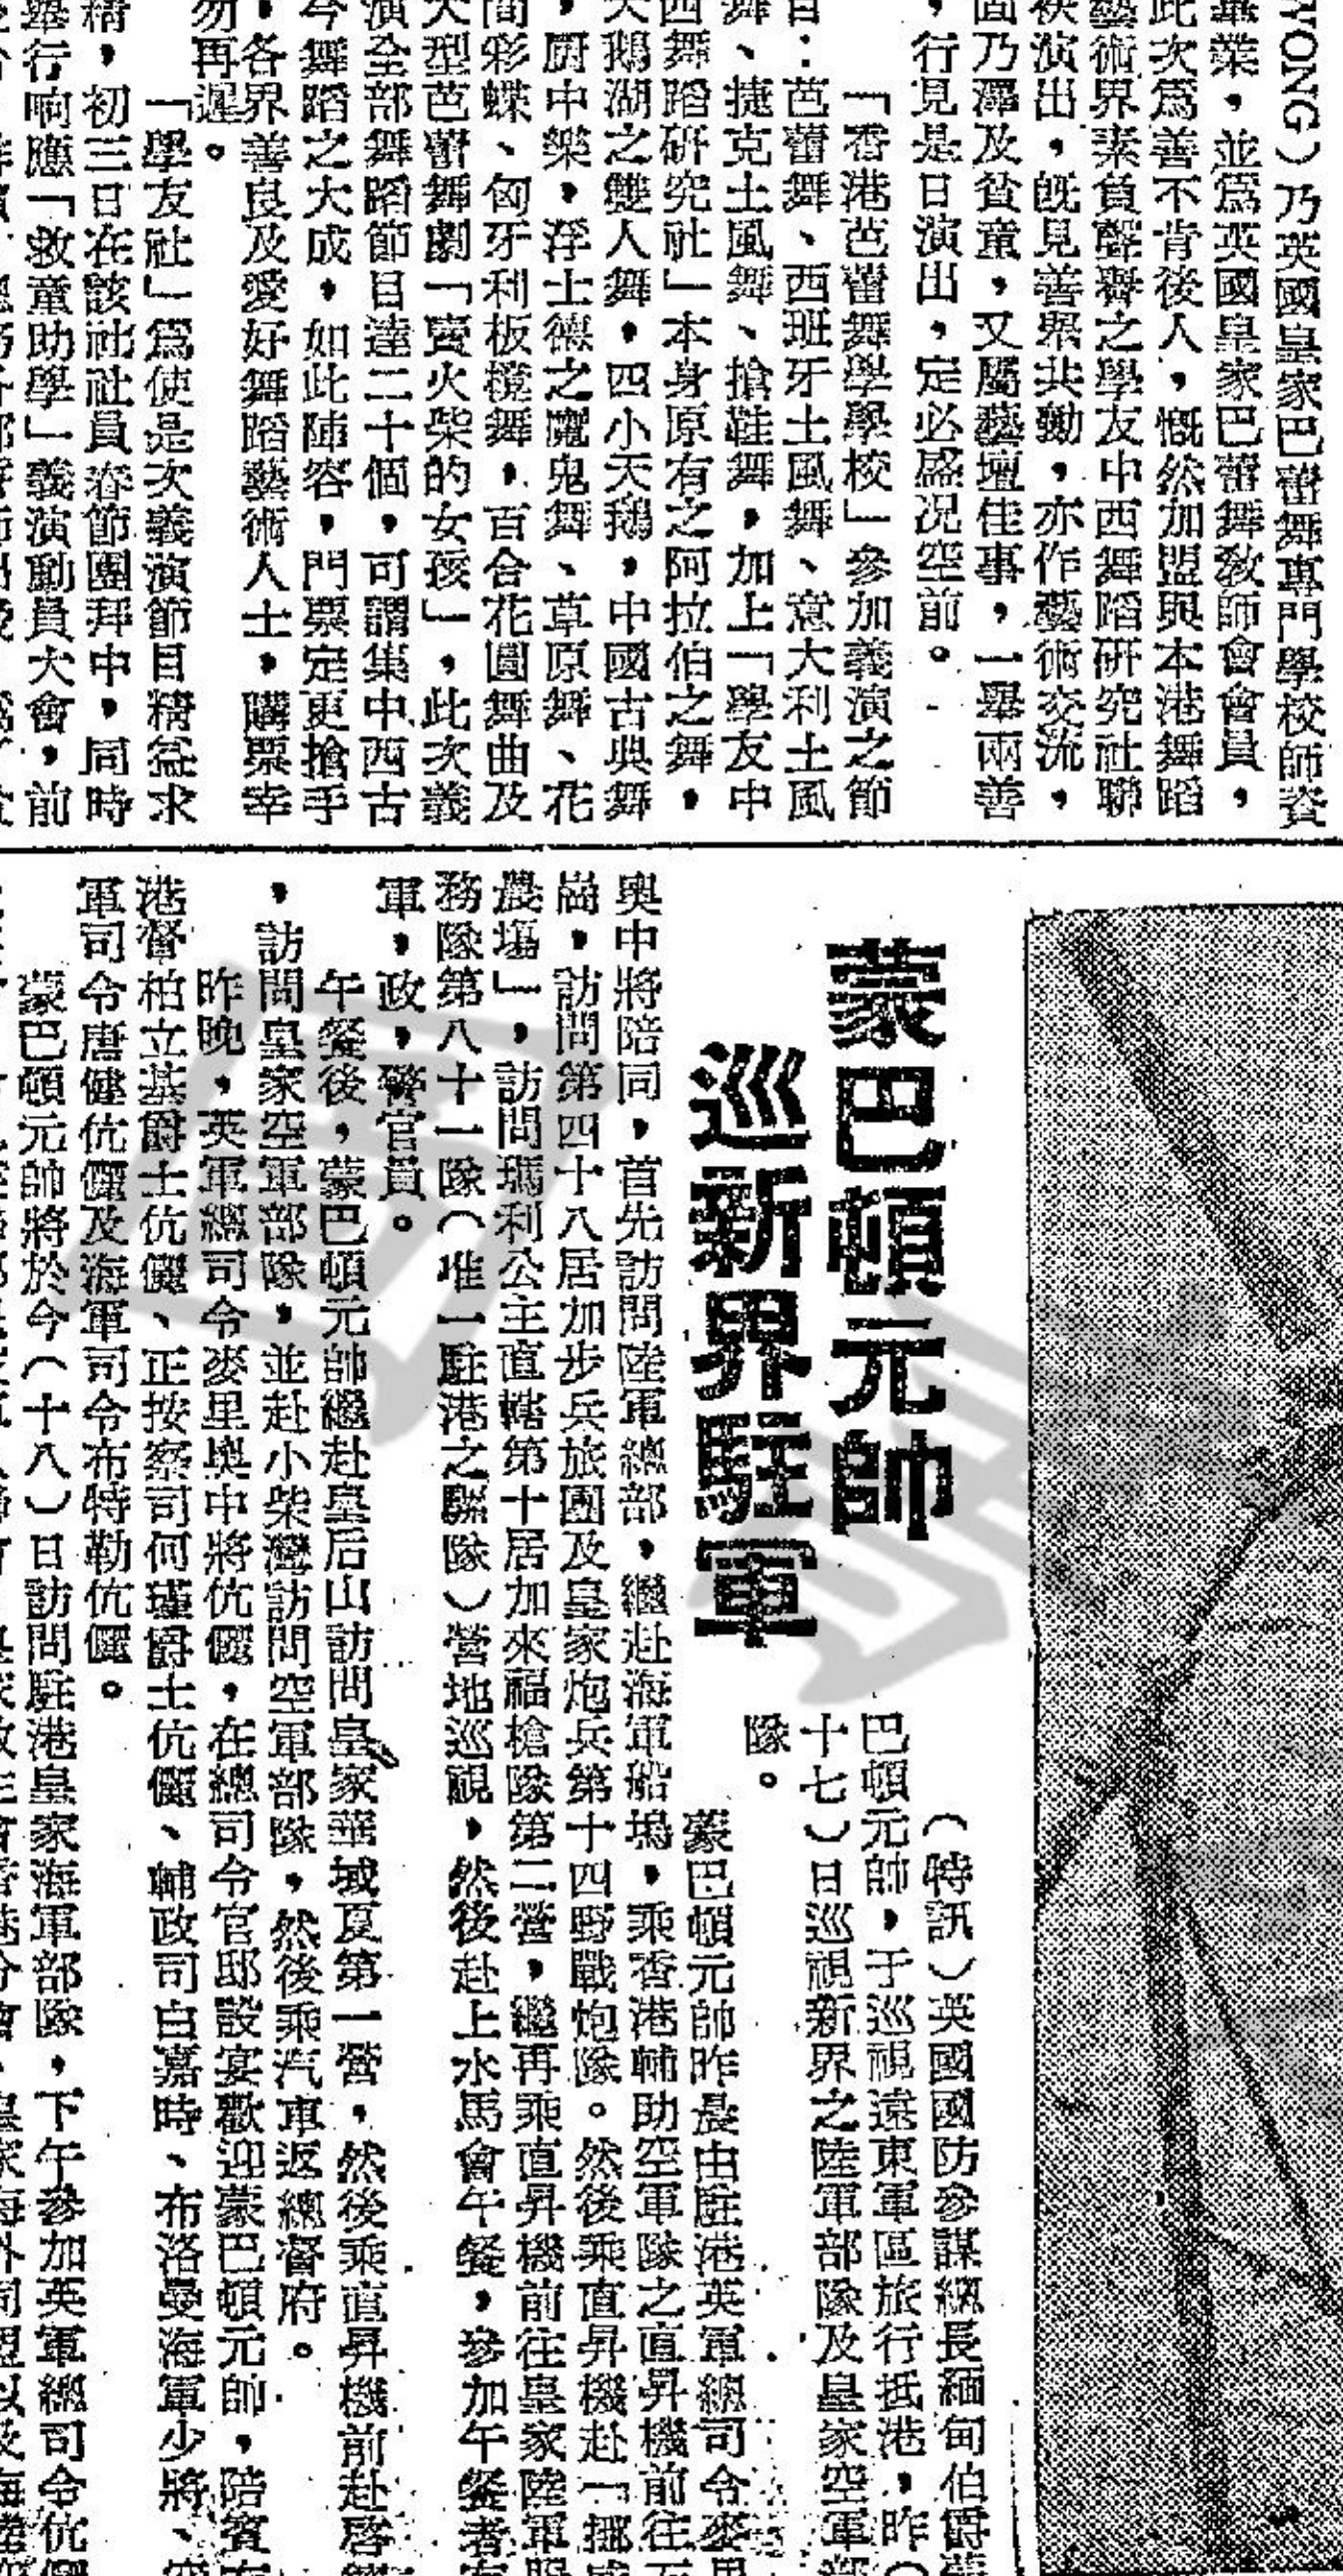 YONG）乃英國皇家巴蕾舞專門學校師資
畢業，並爲英國皇家巴蕾舞教師會會員，
此次爲善不肯後人，慨然加盟與本港舞蹈
藝術界素負聲譽之學友中西舞蹈研究社聯
袂演出，既見善界共勷，亦作藝術交流，
面乃澤及貧童，又屬藝壇佳事，一舉兩善
，行見是日演出，定必盛况空前。
「香港芭蕾舞學學校」參加義演之節
目：芭蕾舞、西班牙土風舞、意大利土風
舞、捷克土風舞、搶鞋舞，加上「學友中
西舞蹈研究社」本身原有之阿拉伯之舞，
天鵝湖之雙人舞，四小天鵝，中國古典舞
，廚中樂，浮士德之魔鬼舞、草原舞、花
間彩蝶、匈牙利板櫈舞，百合花圓舞曲及
大型芭蕾舞劇「賣火柴的女孩」，此次義
演全部舞蹈節目達二十個，可謂集中西古
今舞蹈之大成，如此陣容，門票定更搶手
，各界善良及愛好舞蹈藝術人士，購票幸
勿再遲。
「學友社」爲使是次義演節目精益求
精，初三日在該社社員春節團拜中，同時
舉行响應「救童助學」義演動員大會，前
蒙巴頓元帥
巡新界駐軍
（特訊）英國國防參謀總長緬甸伯爵蒙
巴頓元帥，于巡視遠東軍區旅行抵港，昨（
十七）日巡視新界之陸軍部隊及皇家空軍部
隊。
蒙巴頓元帥昨晨由駐港英軍總司令麥里
奧中將陪同，首先訪問陸軍總部，繼赴海軍船塢，乘香港輔助空軍隊之直昇機前往石
崗，訪問第四十八居加步兵旅團及皇家炮兵第十四野戰炮隊。然後乘直昇機赴「挪威
農塲」，訪問瑪利公主直轄第十居加來福槍隊第二營，繼再乘直昇機前往皇家陸軍服
務隊第八十一隊（唯一駐港之騾隊）營地巡視，然後赴上水馬會午餐，參加午餐者有
軍，政，警官員。
午餐後，蒙巴頓元帥繼赴皇后山訪問皇家華域夏第一營，然後乘直昇機前赴啓德
，訪問皇家空軍部隊，並赴小柴灣訪問空軍部隊，然後乘汽車返總督府。
昨晚，英軍總司令麥里奧中將伉儷，在總司令官邸設宴歡迎蒙巴頓元帥，陪賓有
港督柏立基爵士伉儷、正按察司何瑾爵士伉儷、輔政司白嘉時、布洛曼海軍少將、空
軍司令唐健伉儷及海軍司令布特勒伉儷。
蒙巴頓元帥將於今（十八）日訪問駐港皇家海軍部隊，下午參加英軍總司令伉儷